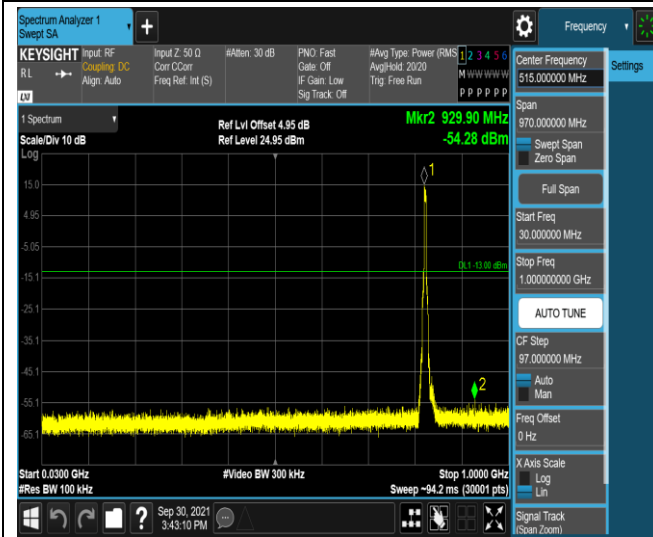 Spectrum Analyzer 1
Swept SA
Frequency
KEYSIGHT
RL
LXI
Input: RF
Coupling: DC
Align: Auto
Input Z: 50 Ω
Corr CCorr
Freq Ref: Int (S)
#Atten: 30 dB
PNO: Fast
Gate: Off
IF Gain: Low
Sig Track: Off
#Avg Type: Power (RMS
Avg|Hold: 20/20
Trig: Free Run
1 2 3 4 5 6
M W W W W W
P P P P P P
Center Frequency
515.000000 MHz
Settings
1 Spectrum
Scale/Div 10 dB
Log
Ref Lvl Offset 4.95 dB
Ref Level 24.95 dBm
Mkr2 929.90 MHz
-54.28 dBm
Span
970.000000 MHz
Swept Span
Zero Span
Full Span
Start Freq
30.000000 MHz
Stop Freq
1.000000000 GHz
AUTO TUNE
CF Step
97.000000 MHz
Auto
Man
Freq Offset
0 Hz
X Axis Scale
Log
Lin
Signal Track
(Span Zoom)
1
15.0
4.95
-5.05
DL1 -13.00 dBm
-15.1
-25.1
-35.1
-45.1
2
-55.1
-65.1
Start 0.0300 GHz
#Res BW 100 kHz
#Video BW 300 kHz
Stop 1.0000 GHz
Sweep ~94.2 ms (30001 pts)
?
Sep 30, 2021
3:43:10 PM